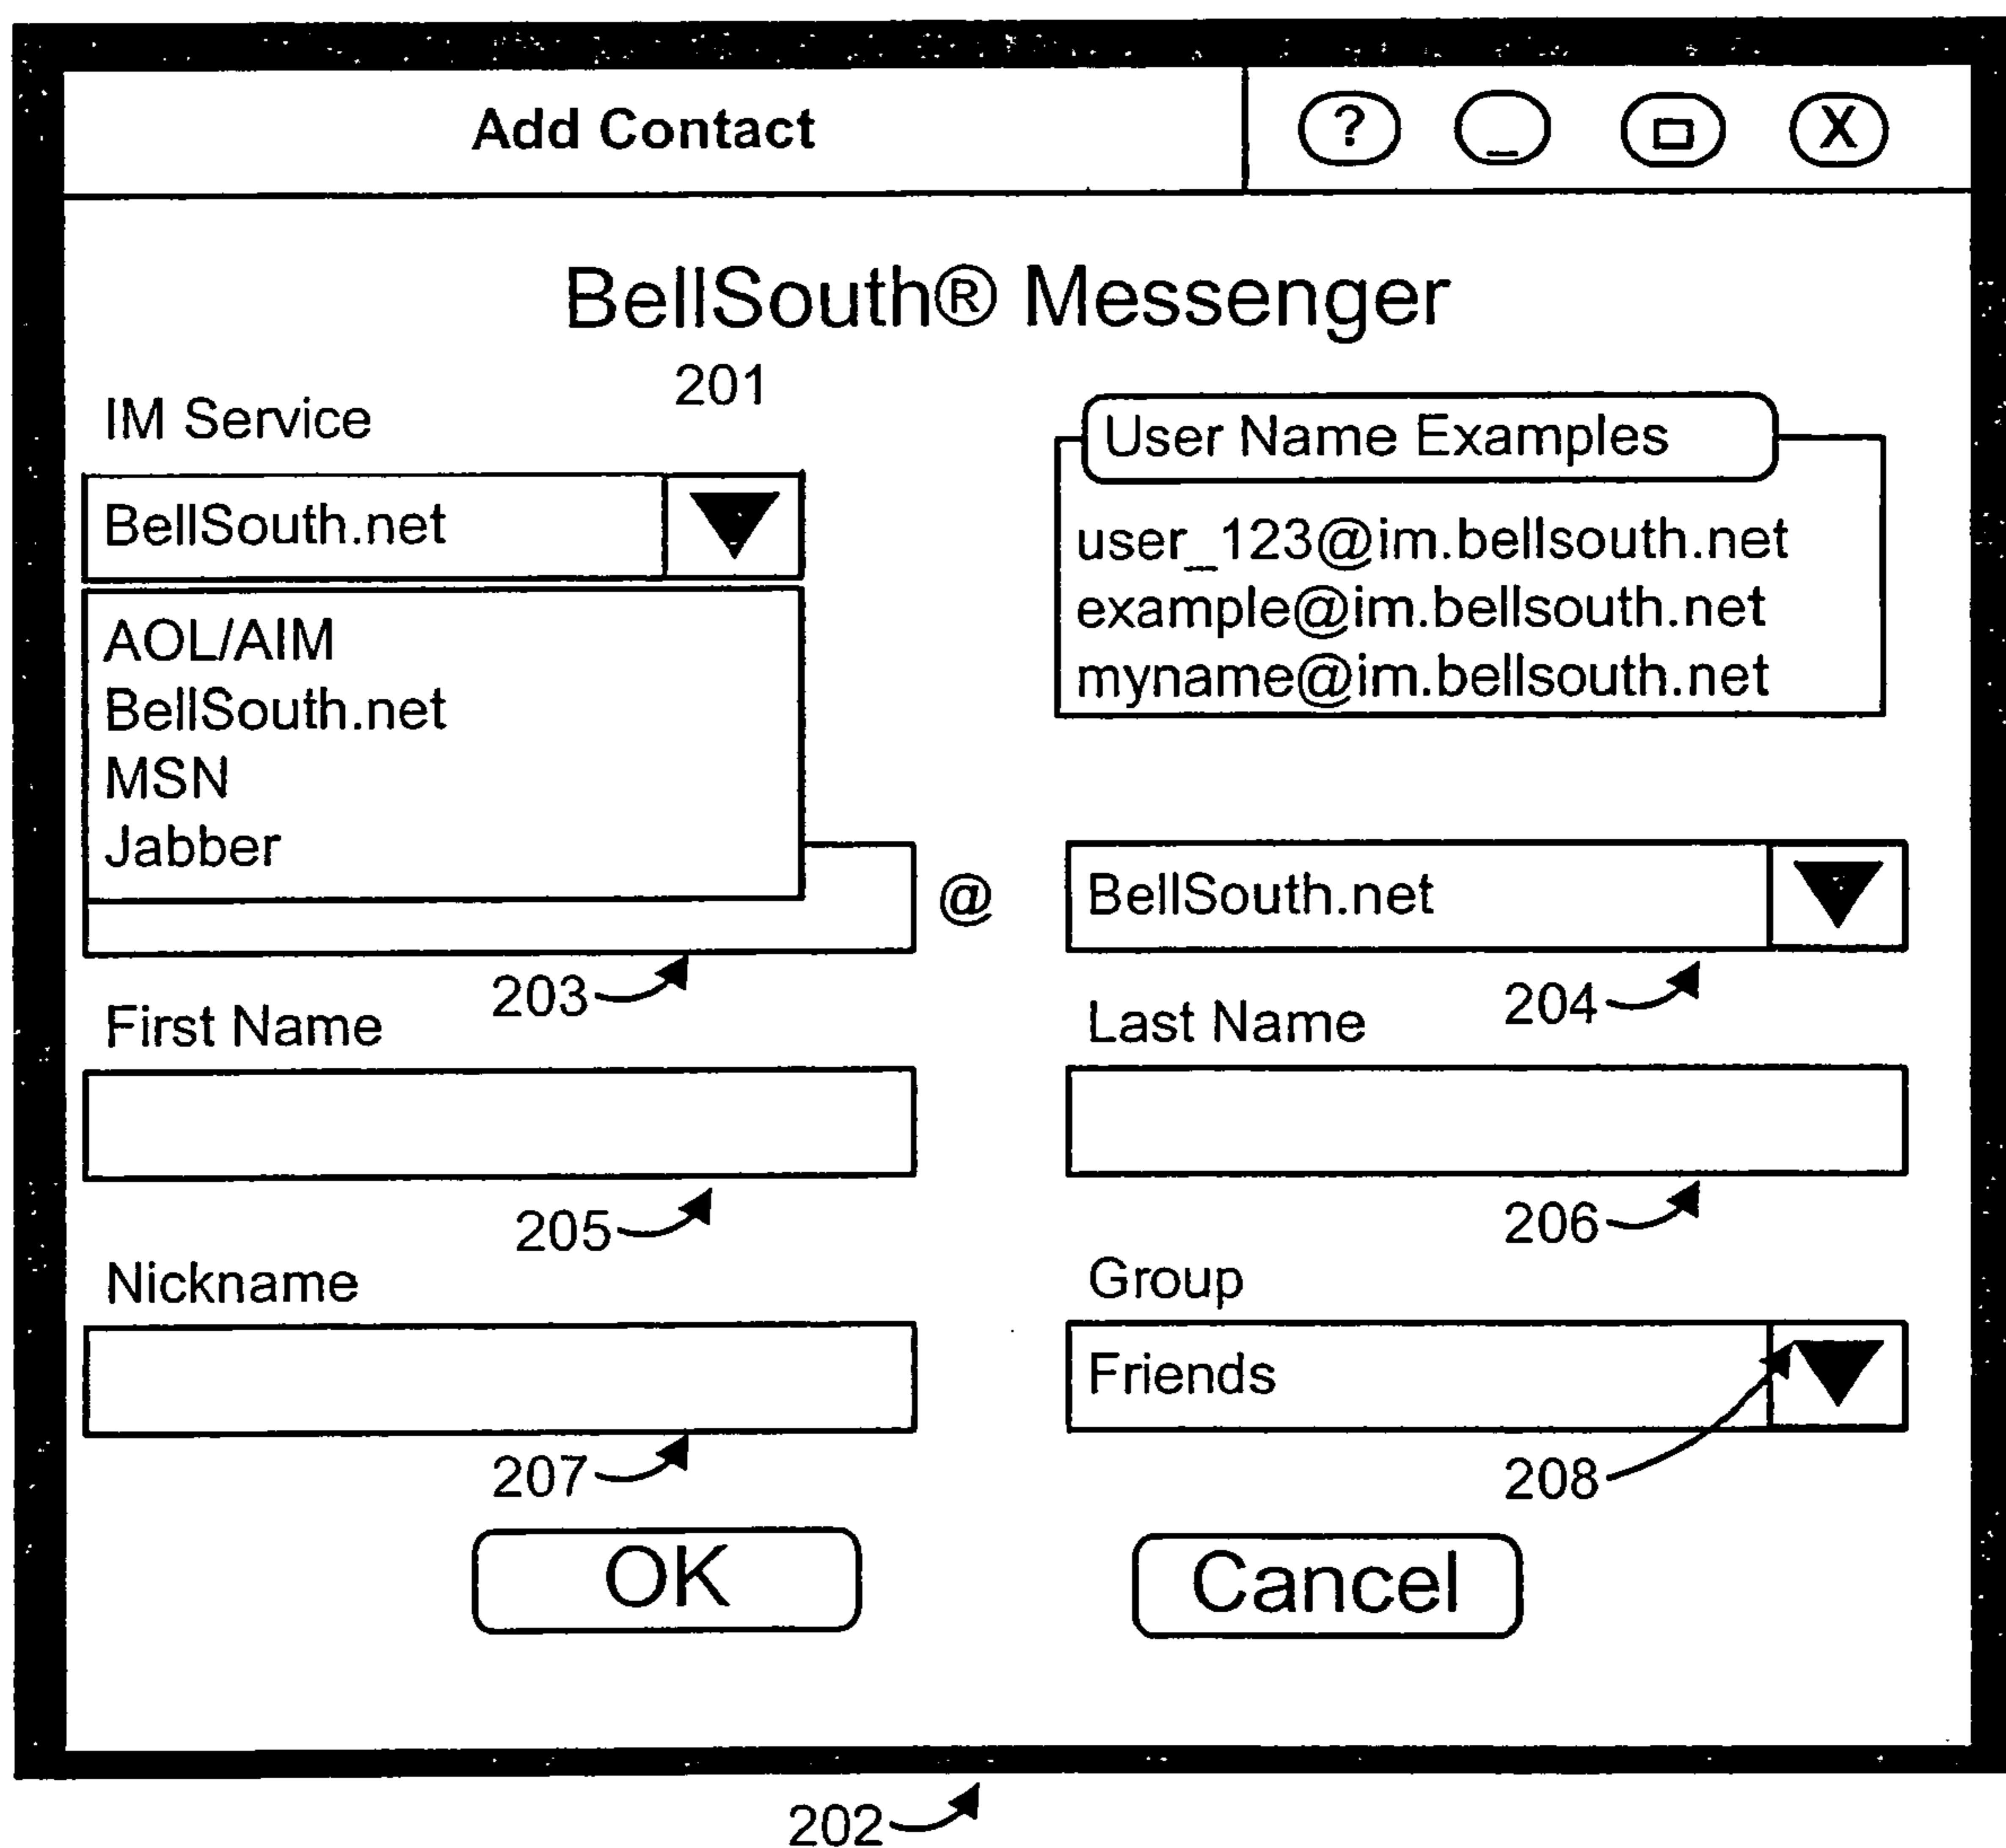 Add Contact
? _ X
BellSouth® Messenger
201
IM Service
BellSouth.net
AOL/AIM
BellSouth.net
MSN
Jabber
User Name Examples
user_123@im.bellsouth.net
example@im.bellsouth.net
myname@im.bellsouth.net
@
BellSouth.net
203
204
First Name
Last Name
205
206
Nickname
Group
Friends
207
208
OK
Cancel
202